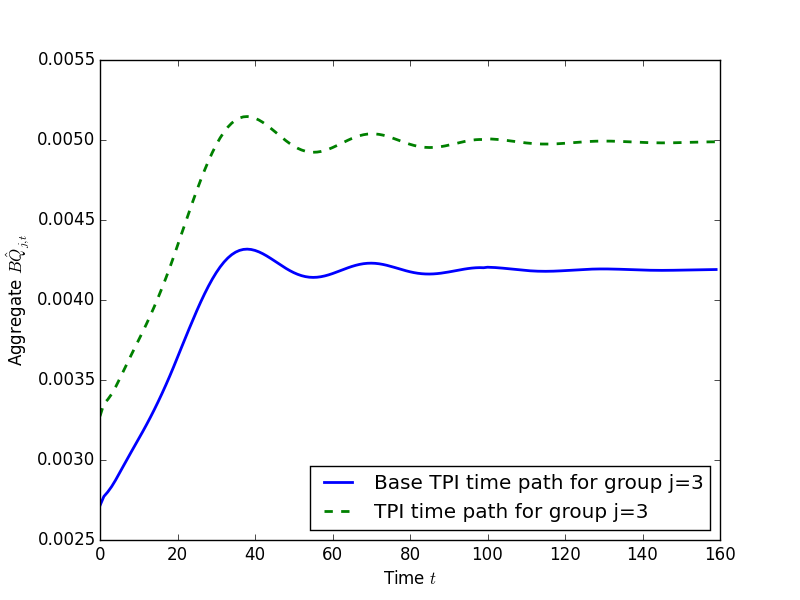 0.0055
0.0050
0.0045
0.0040
0.0035
0.0030
0.0025
Aggregate $\hat{BQ}_{j,t}$
Base TPI time path for group j=3
TPI time path for group j=3
0 20 40 60 80 100 120 140 160
Time t